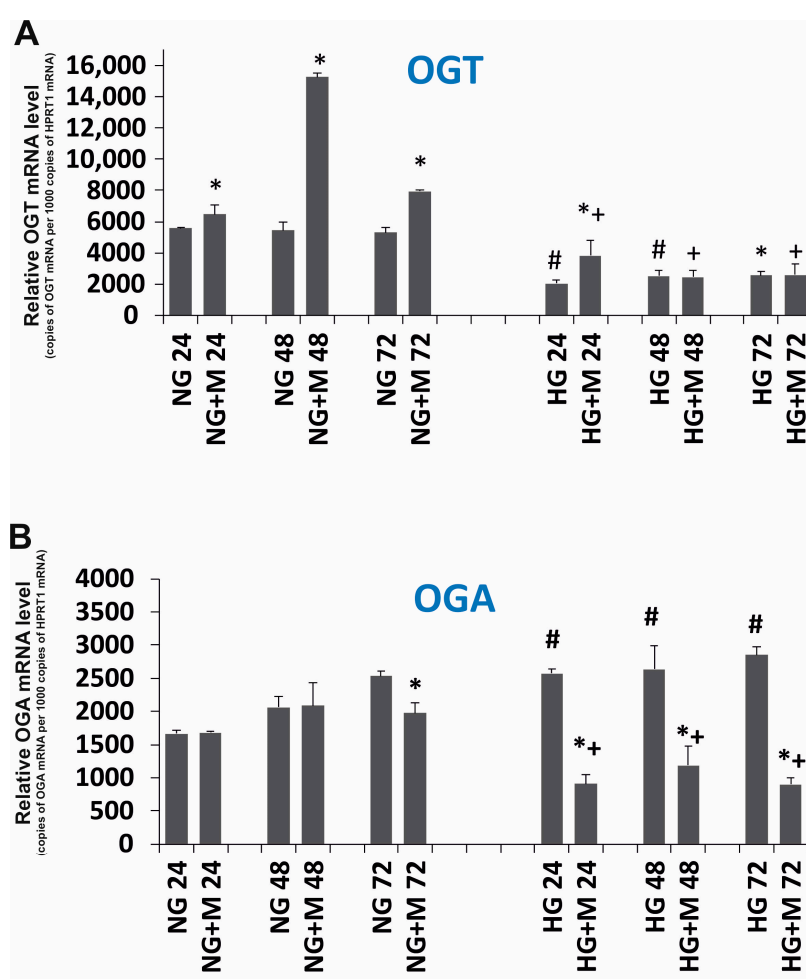 A
OGT
Relative OGT mRNA level
(copies of OGT mRNA per 1000 copies of HPRT1 mRNA)
16,000
14,000
12,000
10,000
8000
6000
4000
2000
0
*
*
*
#
*+
#
+
*
+
NG 24
NG+M 24
NG 48
NG+M 48
NG 72
NG+M 72
HG 24
HG+M 24
HG 48
HG+M 48
HG 72
HG+M 72
B
OGA
Relative OGA mRNA level
(copies of OGA mRNA per 1000 copies of HPRT1 mRNA)
4000
3500
3000
2500
2000
1500
1000
500
0
*
#
*+
#
*+
#
*+
NG 24
NG+M 24
NG 48
NG+M 48
NG 72
NG+M 72
HG 24
HG+M 24
HG 48
HG+M 48
HG 72
HG+M 72